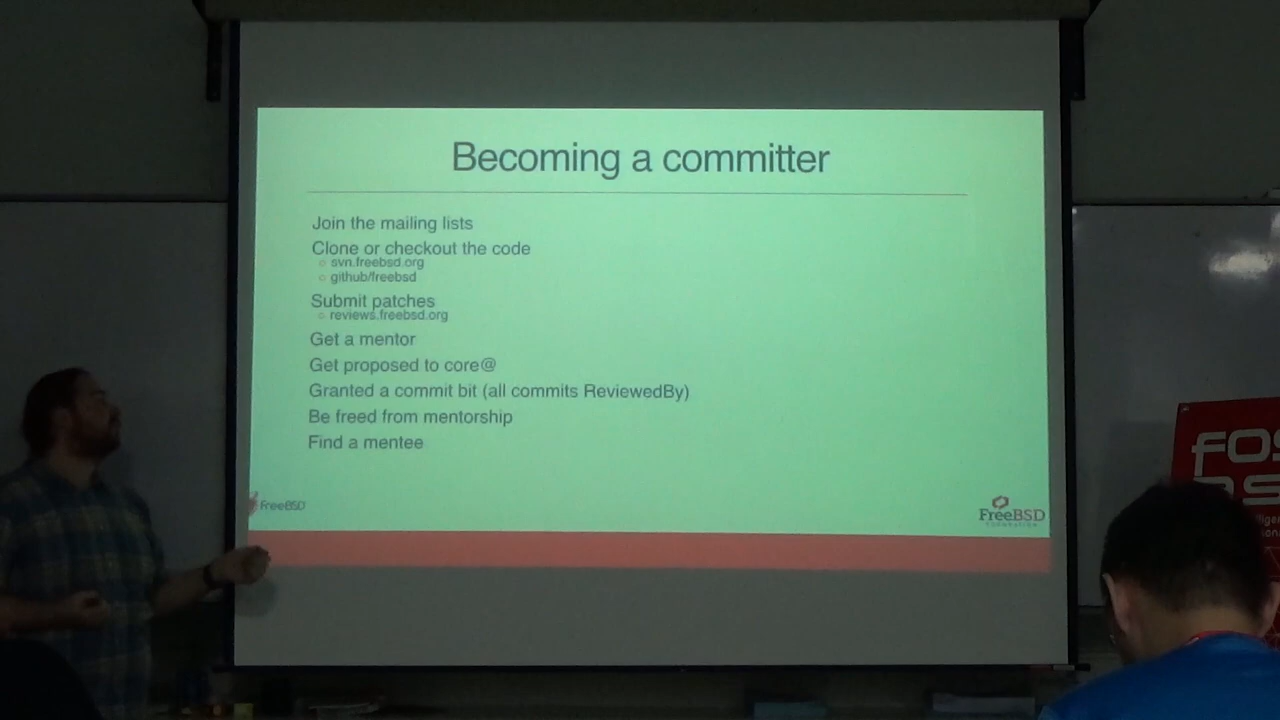 Becoming a committer
Join the mailing lists
Clone or checkout the code
svn.freebsd.org
github/freebsd
Submit patches
reviews.freebsd.org
Get a mentor
Get proposed to core@
Granted a commit bit (all commits ReviewedBy)
Be freed from mentorship
Find a mentee
FreeBSD
FreeBSD
FOUNDATION